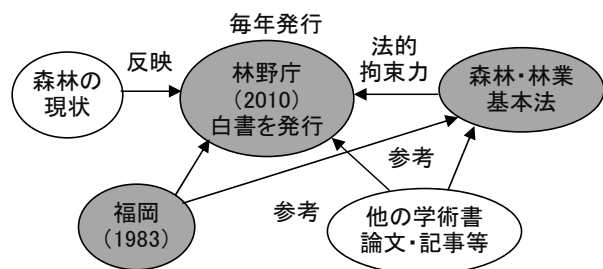 毎年発行
反映
法的
拘束力
森林の
現状
林野庁
(2010)
白書を発行
森林・林業
基本法
参考
参考
福岡
(1983)
他の学術書
論文・記事等